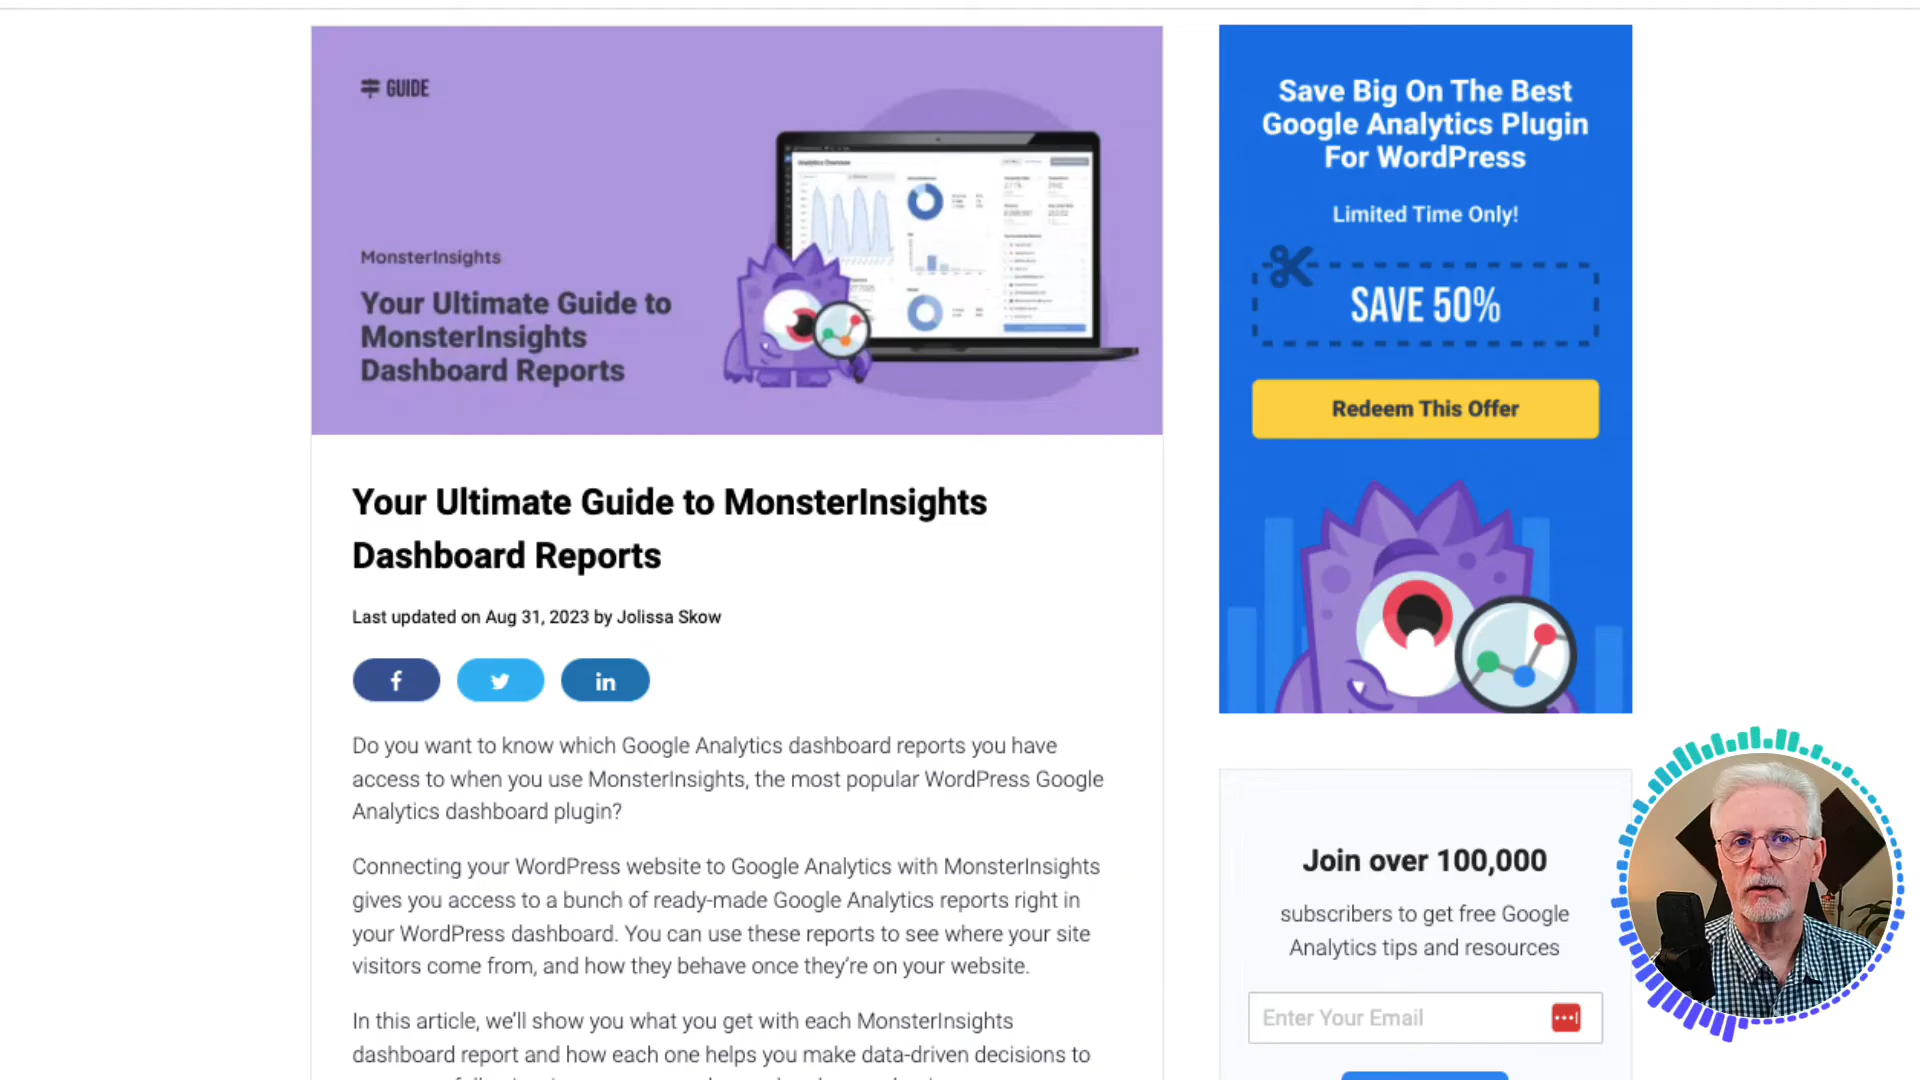 GUIDE
MonsterInsights
Your Ultimate Guide to
MonsterInsights
Dashboard Reports
Analytics Overview
Your Ultimate Guide to MonsterInsights
Dashboard Reports
Last updated on Aug 31, 2023 by Jolissa Skow
f
in
Do you want to know which Google Analytics dashboard reports you have
access to when you use MonsterInsights, the most popular WordPress Google
Analytics dashboard plugin?
Connecting your WordPress website to Google Analytics with MonsterInsights
gives you access to a bunch of ready-made Google Analytics reports right in
your WordPress dashboard. You can use these reports to see where your site
visitors come from, and how they behave once they're on your website.
In this article, we'll show you what you get with each MonsterInsights
dashboard report and how each one helps you make data-driven decisions to
Save Big On The Best
Google Analytics Plugin
For WordPress
Limited Time Only!
SAVE 50%
Redeem This Offer
Join over 100,000
subscribers to get free Google
Analytics tips and resources
Enter Your Email